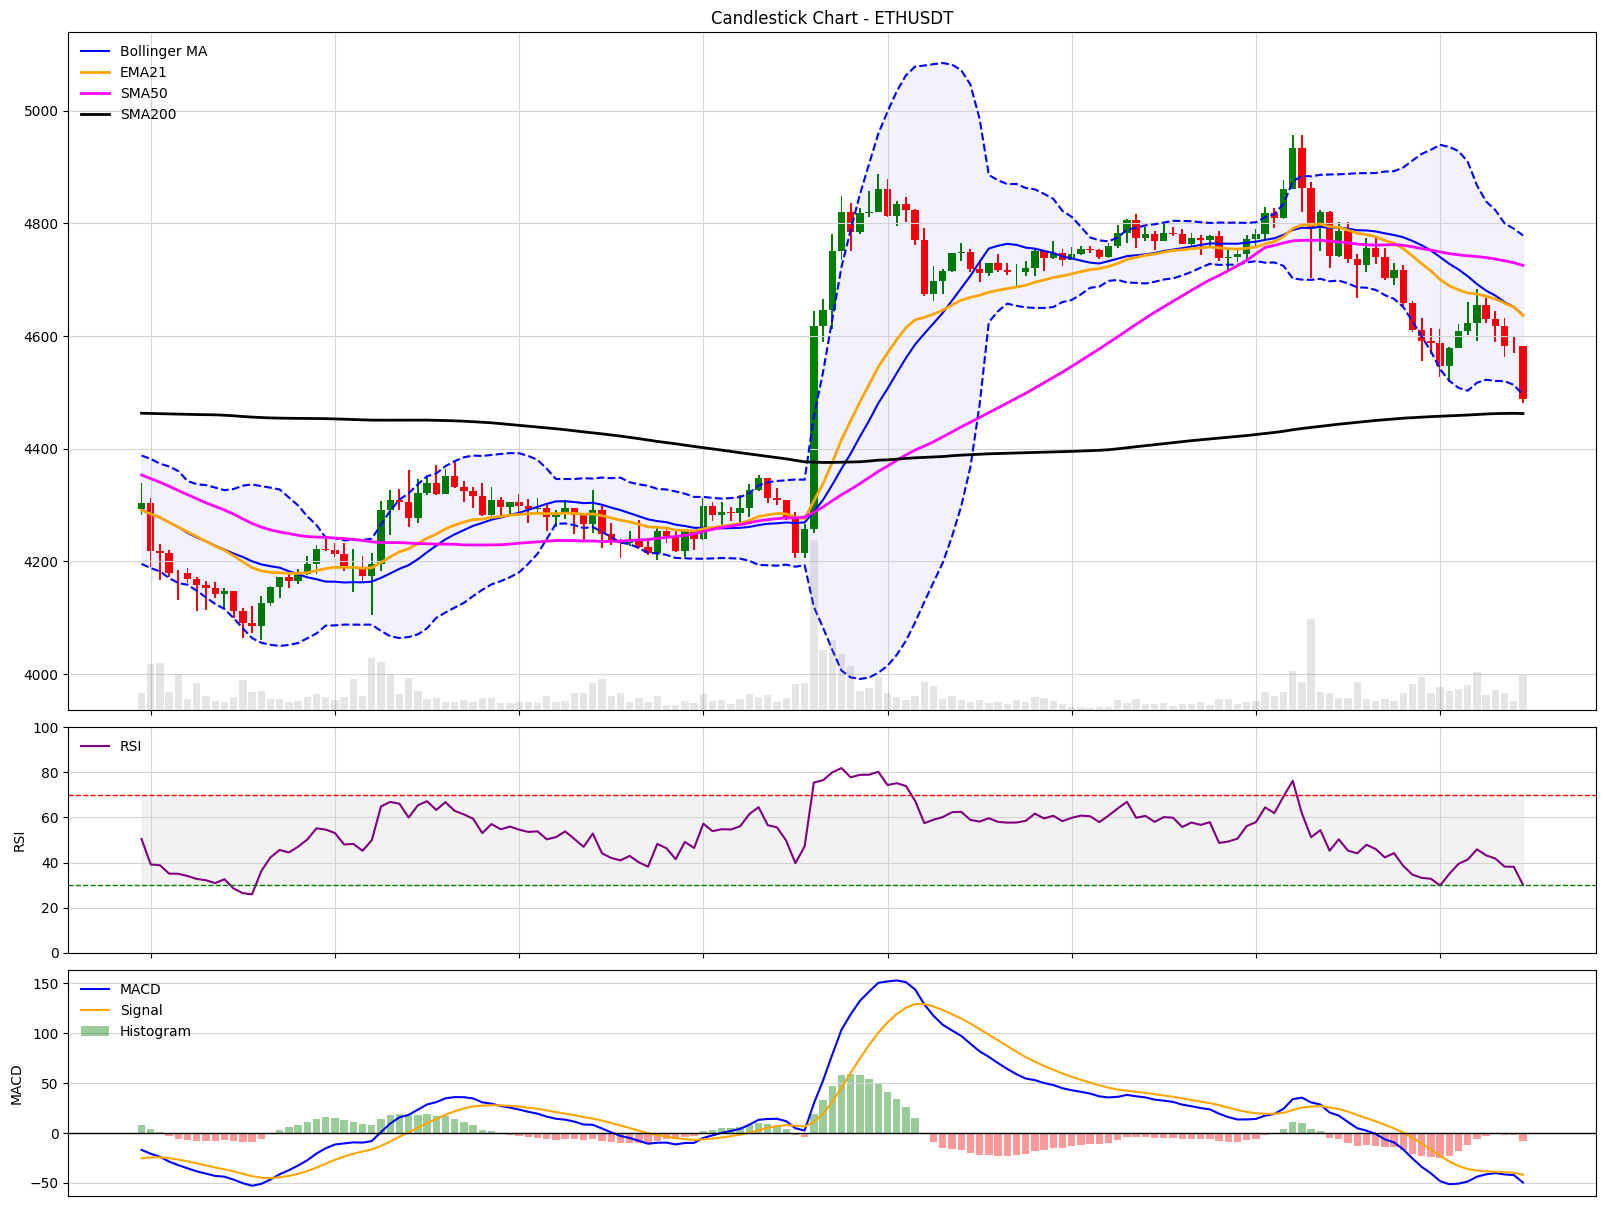 Candlestick Chart - ETHUSDT
Bollinger MA
EMA21
SMA50
SMA200
5000
4800
4600
4400
4200
4000
RSI
100
80
60
40
20
0
RSI
MACD
Signal
Histogram
150
100
50
0
−50
MACD